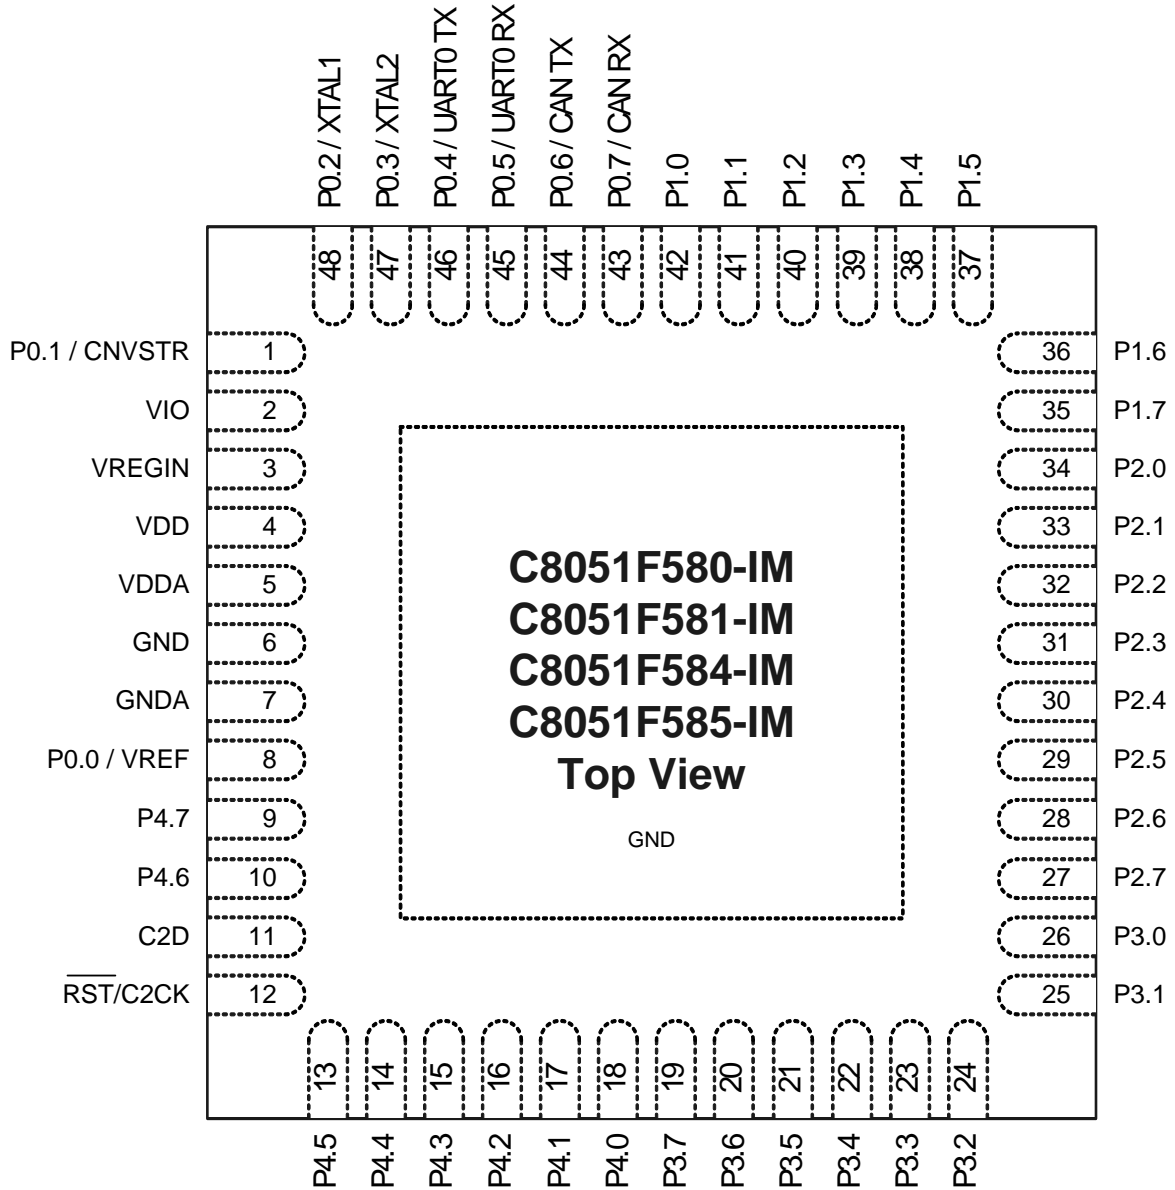 P0.2 / XTAL1
P0.3 / XTAL2
P0.4 / UART0 TX
P0.5 / UART0 RX
P0.6 / CAN TX
P0.7 / CAN RX
P1.0
P1.1
P1.2
P1.3
P1.4
P1.5
48
47
46
45
44
43
42
41
40
39
38
37
P0.1 / CNVSTR 1
VIO 2
VREGIN 3
VDD 4
VDDA 5
GND 6
GNDA 7
P0.0 / VREF 8
P4.7 9
P4.6 10
C2D 11
RST/C2CK 12
C8051F580-IM
C8051F581-IM
C8051F584-IM
C8051F585-IM
Top View
GND
36 P1.6
35 P1.7
34 P2.0
33 P2.1
32 P2.2
31 P2.3
30 P2.4
29 P2.5
28 P2.6
27 P2.7
26 P3.0
25 P3.1
13
14
15
16
17
18
19
20
21
22
23
24
P4.5
P4.4
P4.3
P4.2
P4.1
P4.0
P3.7
P3.6
P3.5
P3.4
P3.3
P3.2